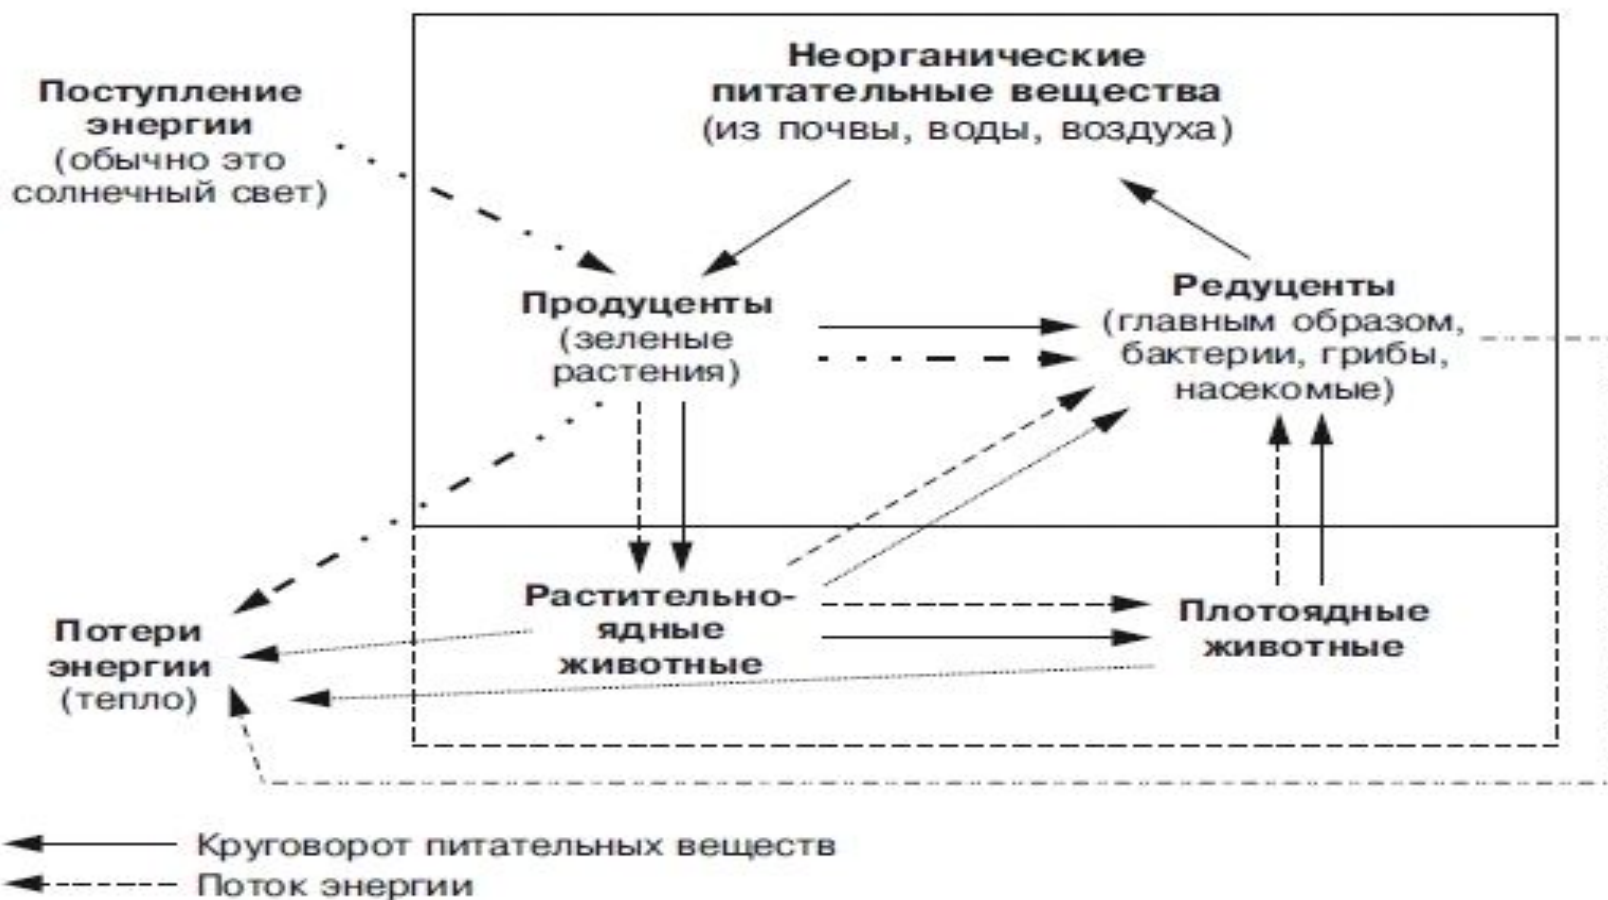 Поступление
энергии
(обычно это
солнечный свет)
Неорганические
питательные вещества
(из почвы, воды, воздуха)
Продуценты
(зеленые
растения)
Редуценты
(главным образом,
бактерии, грибы,
насекомые)
Потери
энергии
(тепло)
Раститељно-
ядные
животные
Плотоядные
животные
Круговорот питательных веществ
Поток энергии